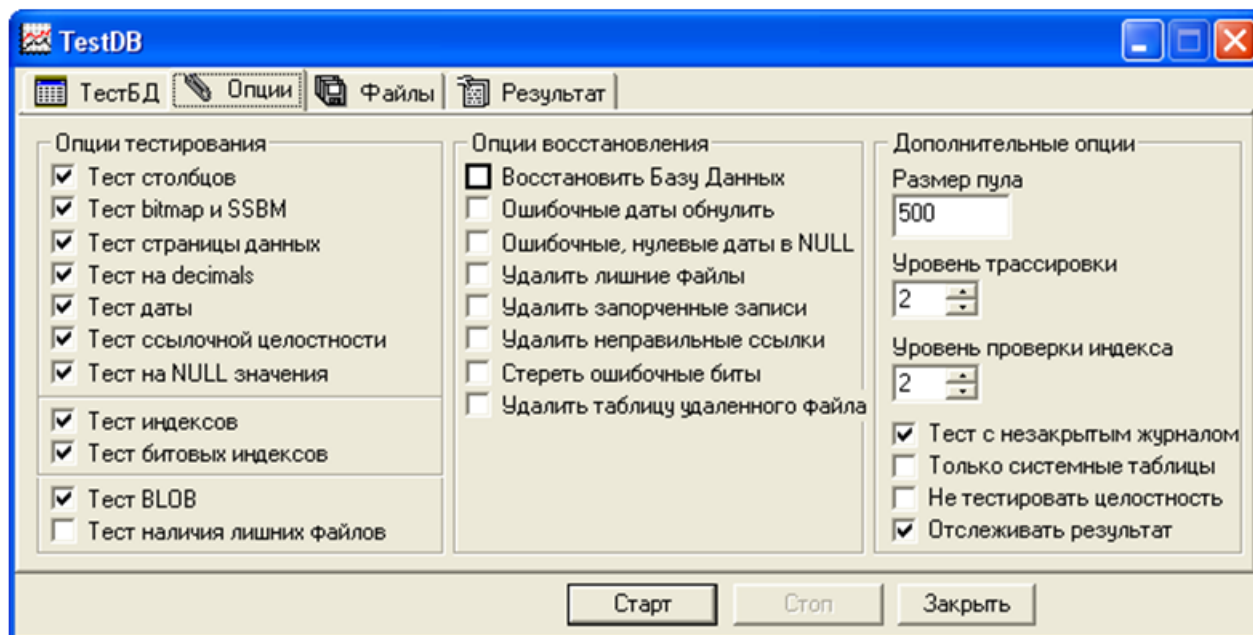 TestDB
ТестБД Опции Файлы Результат
Опции тестирования
Тест столбцов
Тест bitmap и SSBM
Тест страницы данных
Тест на decimals
Тест даты
Тест ссылочной целостности
Тест на NULL значения
Тест индексов
Тест битовых индексов
Тест BLOB
Тест наличия лишних файлов
Опции восстановления
Восстановить Базу Данных
Ошибочные даты обнулить
Ошибочные, нулевые даты в NULL
Удалить лишние файлы
Удалить запорченные записи
Удалить неправильные ссылки
Стереть ошибочные биты
Удалить таблицу удаленного файла
Дополнительные опции
Размер пула
500
Уровень трассировки
2
Уровень проверки индекса
2
Тест с незакрытым журналом
Только системные таблицы
Не тестировать целостность
Отслеживать результат
Старт Стоп Закрыть